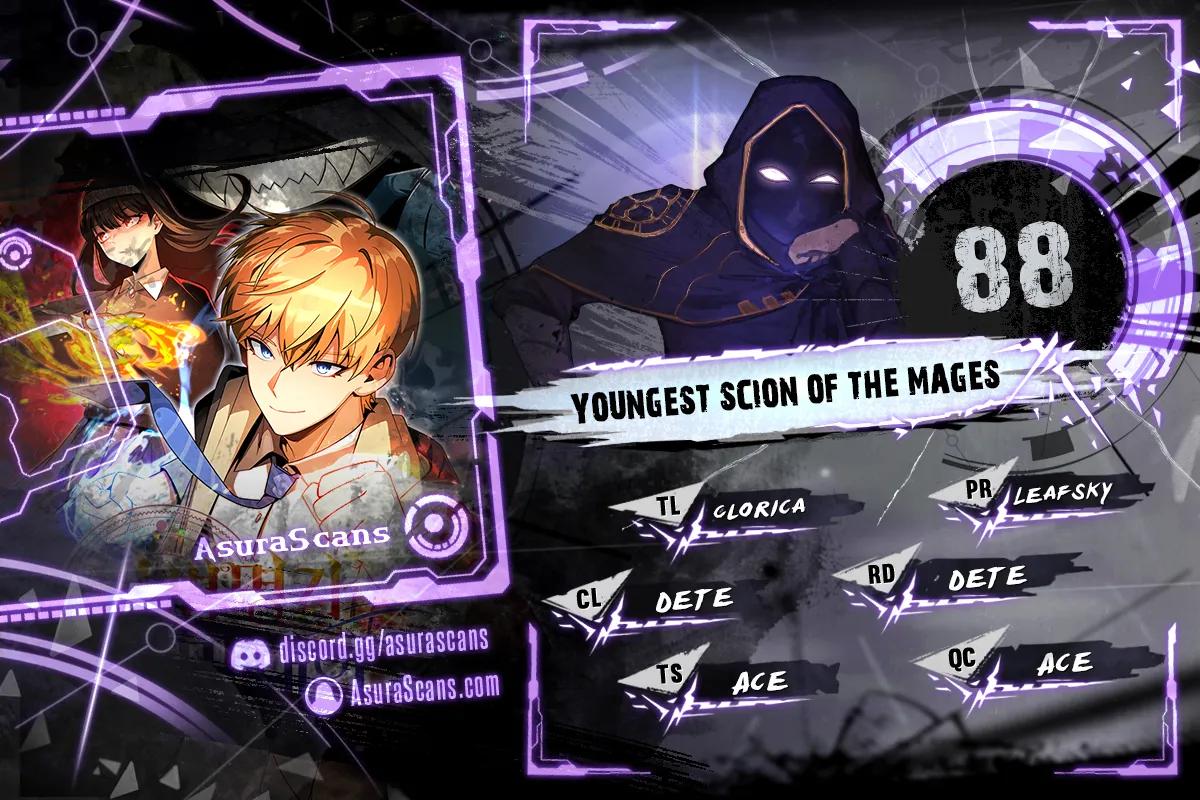 88
YOUNGEST SCION OF THE MAGES
TL CLORICA
PR LEAFSKY
CL DETE
RD DETE
TS ACE
QC ACE
AsuraScans
discord.gg/asurascans
AsuraScans.com